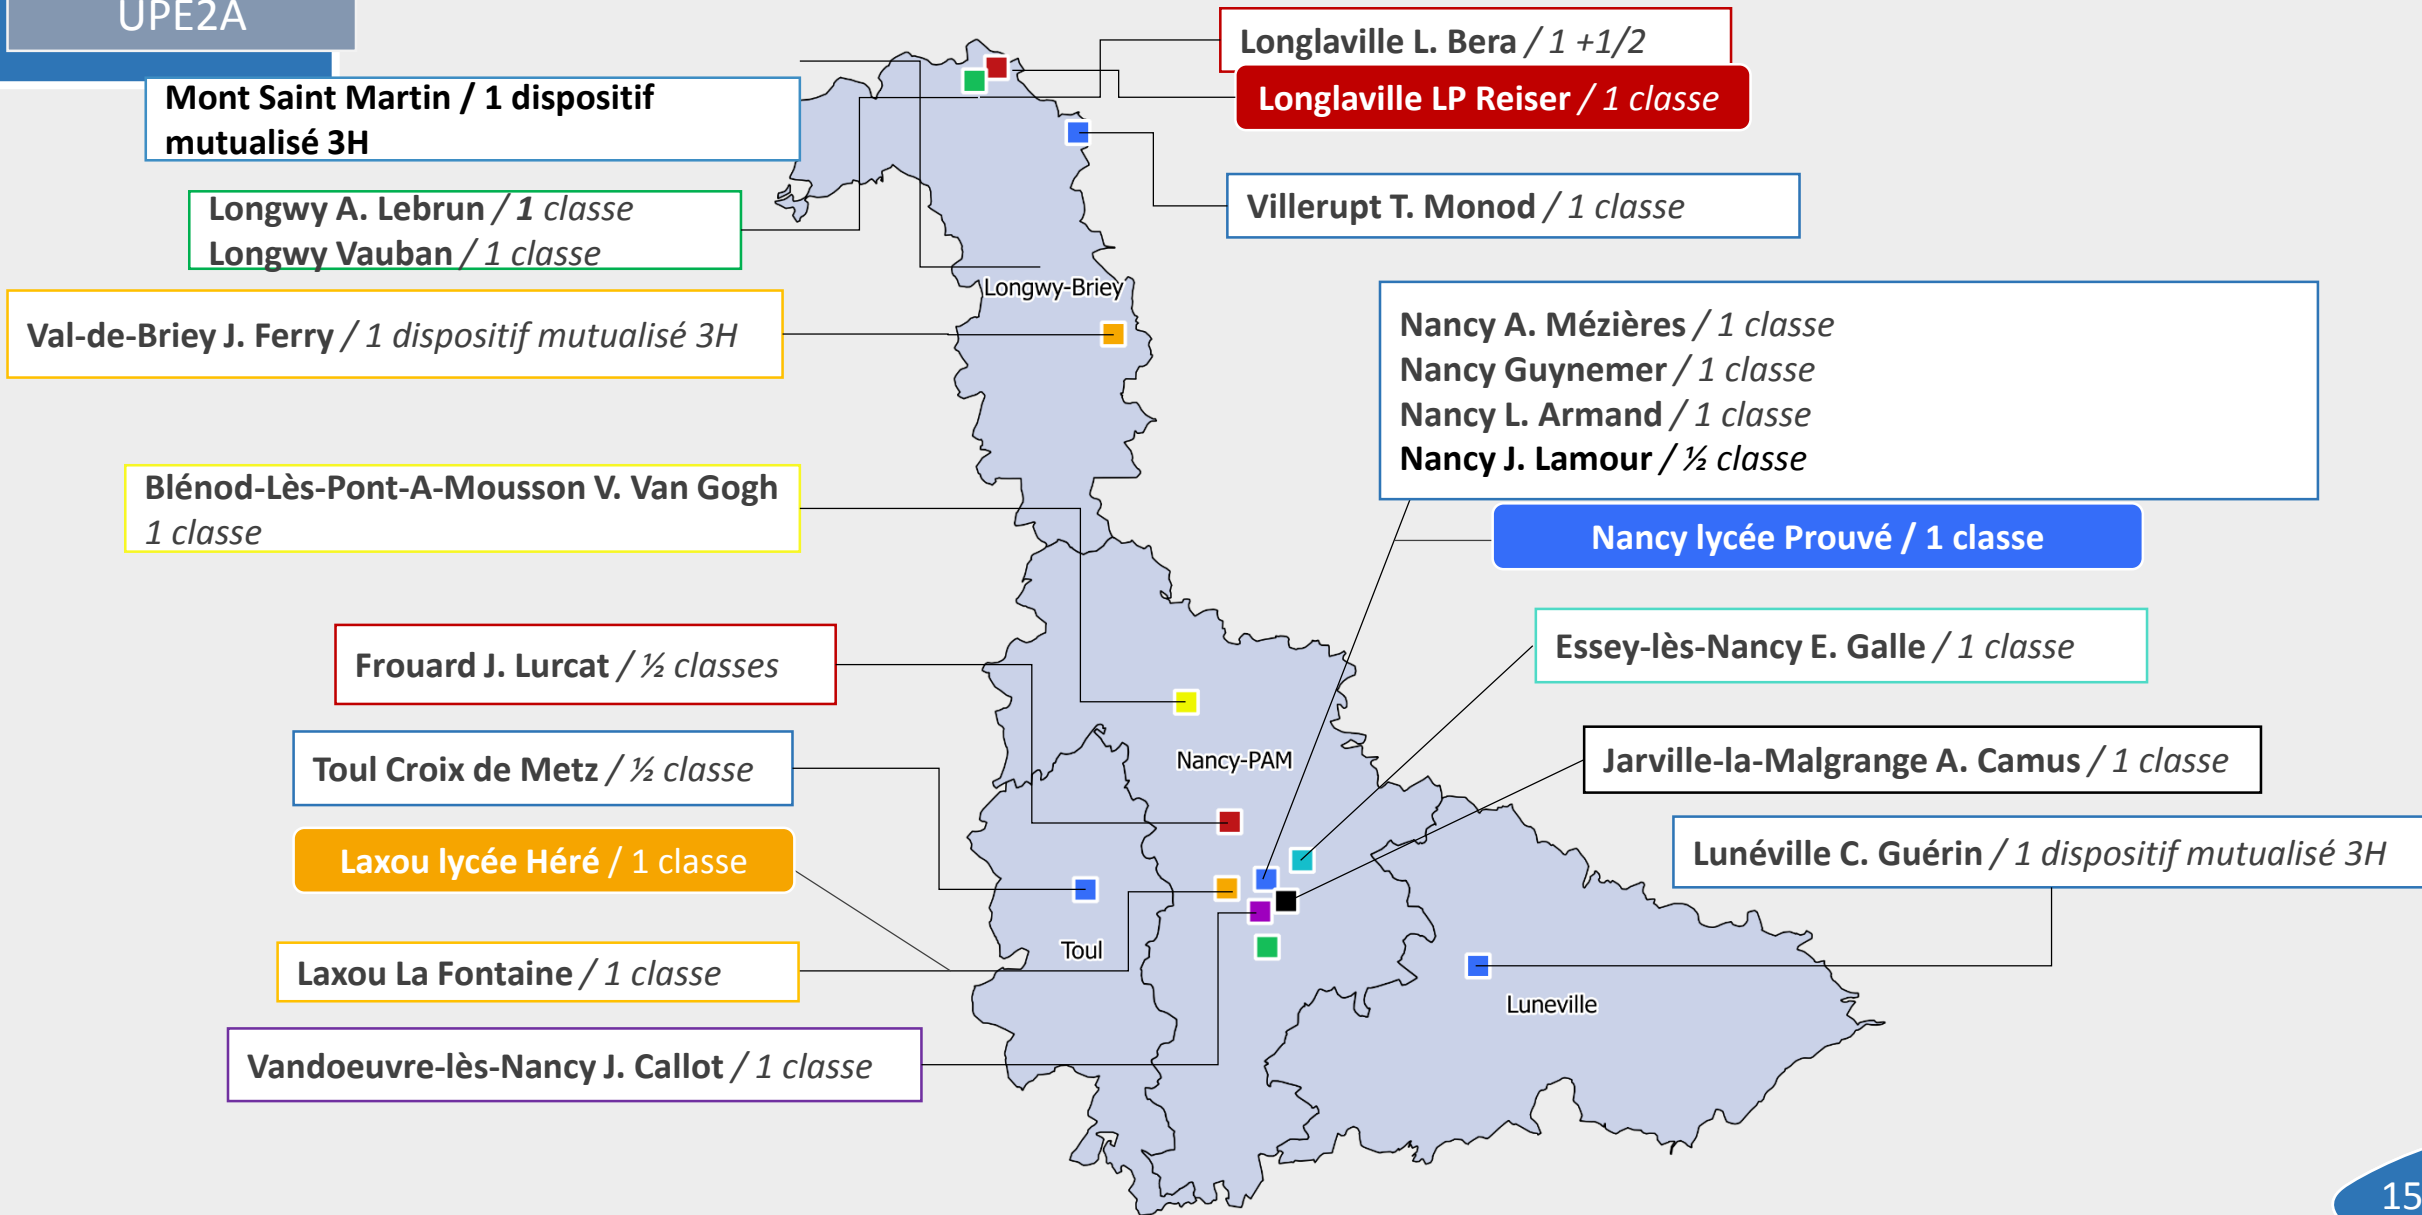 UPE2A
Mont Saint Martin / 1 dispositif
mutualisé 3H
Longwy A. Lebrun / 1 classe
Longwy Vauban / 1 classe
Val-de-Briey J. Ferry / 1 dispositif mutualisé 3H
Blénod-Lès-Pont-A-Mousson V. Van Gogh
1 classe
Frouard J. Lurcat / ½ classes
Toul Croix de Metz / ½ classe
Laxou lycée Héré / 1 classe
Laxou La Fontaine / 1 classe
Vandoeuvre-lès-Nancy J. Callot / 1 classe
Longwy-Briey
Nancy-PAM
Toul
Luneville
Longlaville L. Bera / 1 +1/2
Longlaville LP Reiser / 1 classe
Villerupt T. Monod / 1 classe
Nancy A. Mézières / 1 classe
Nancy Guynemer / 1 classe
Nancy L. Armand / 1 classe
Nancy J. Lamour / ½ classe
Nancy lycée Prouvé / 1 classe
Essey-lès-Nancy E. Galle / 1 classe
Jarville-la-Malgrange A. Camus / 1 classe
Lunéville C. Guérin / 1 dispositif mutualisé 3H
15